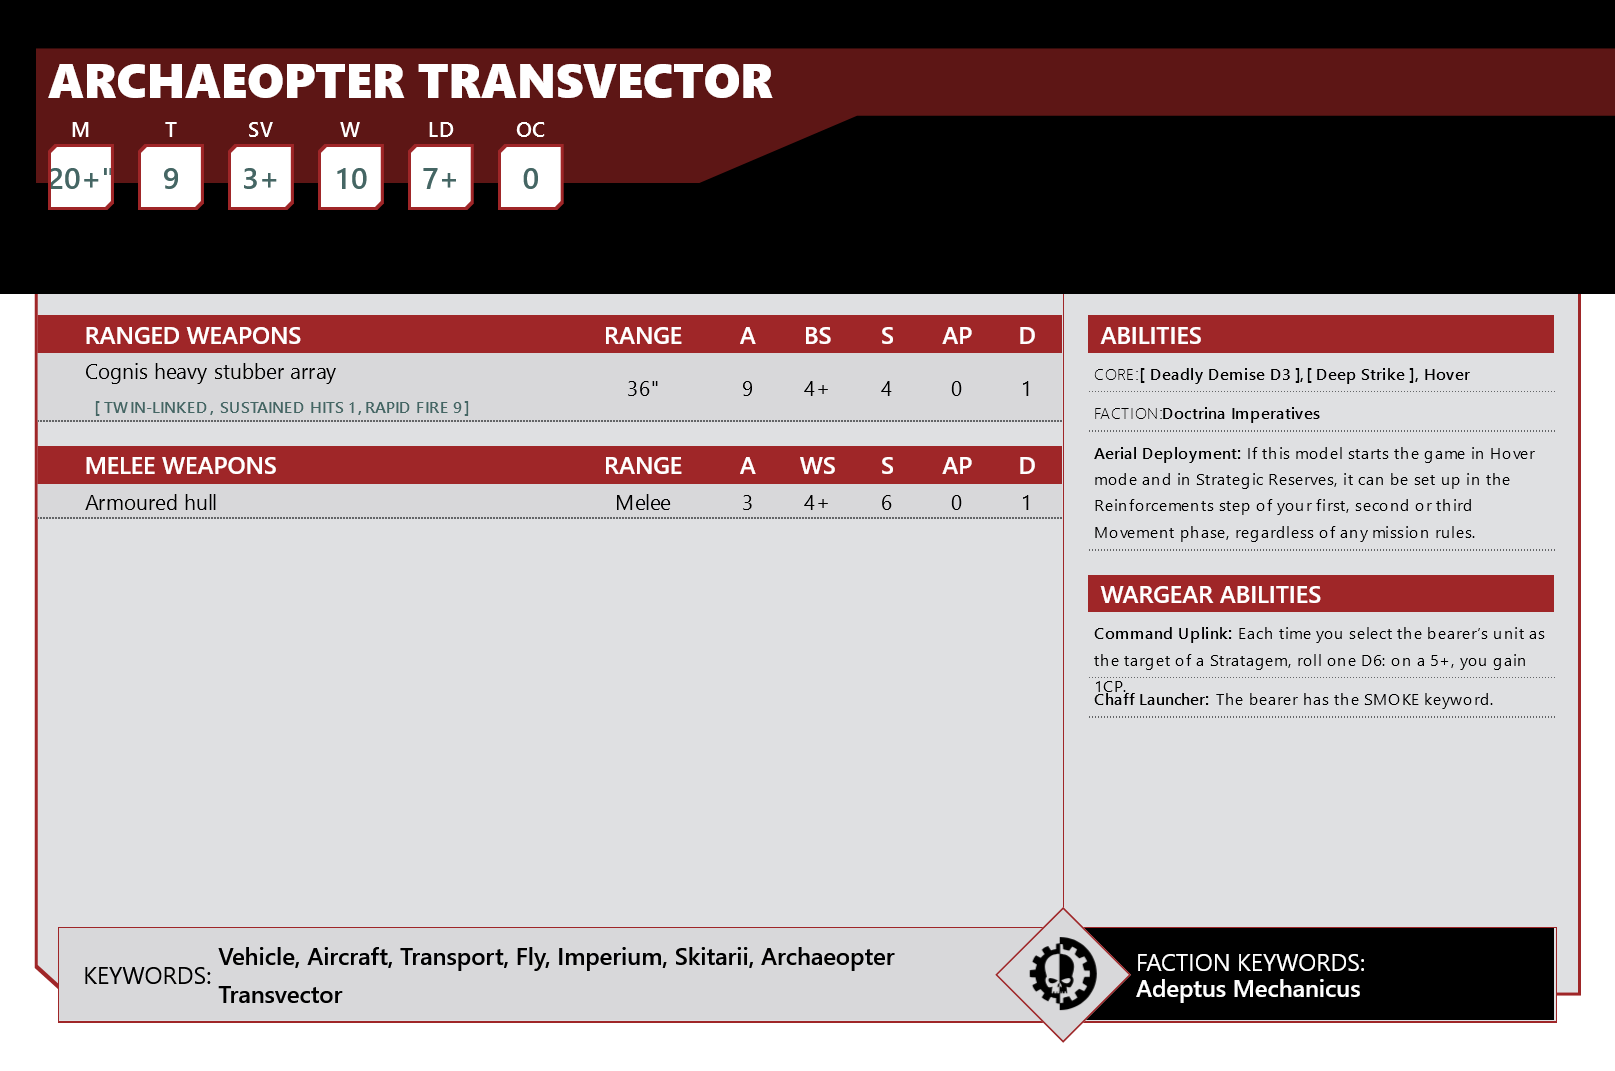 ARCHAEOPTER TRANSVECTOR
M T SV W LD OC
20+" 9 3+ 10 7+ 0
RANGED WEAPONS RANGE A BS S AP D
Cognis heavy stubber array
36" 9 4+ 4 0 1
[ TWIN-LINKED, SUSTAINED HITS 1, RAPID FIRE 9]
MELEE WEAPONS RANGE A WS S AP D
Armoured hull Melee 3 4+ 6 0 1
ABILITIES
CORE:[ Deadly Demise D3 ], [ Deep Strike ], Hover
FACTION:Doctrina Imperatives
Aerial Deployment: If this model starts the game in Hover
mode and in Strategic Reserves, it can be set up in the
Reinforcements step of your first, second or third
Movement phase, regardless of any mission rules.
WARGEAR ABILITIES
Command Uplink: Each time you select the bearer’s unit as
the target of a Stratagem, roll one D6: on a 5+, you gain
1CP.
Chaff Launcher: The bearer has the SMOKE keyword.
KEYWORDS: Vehicle, Aircraft, Transport, Fly, Imperium, Skitarii, Archaeopter
Transvector
FACTION KEYWORDS:
Adeptus Mechanicus